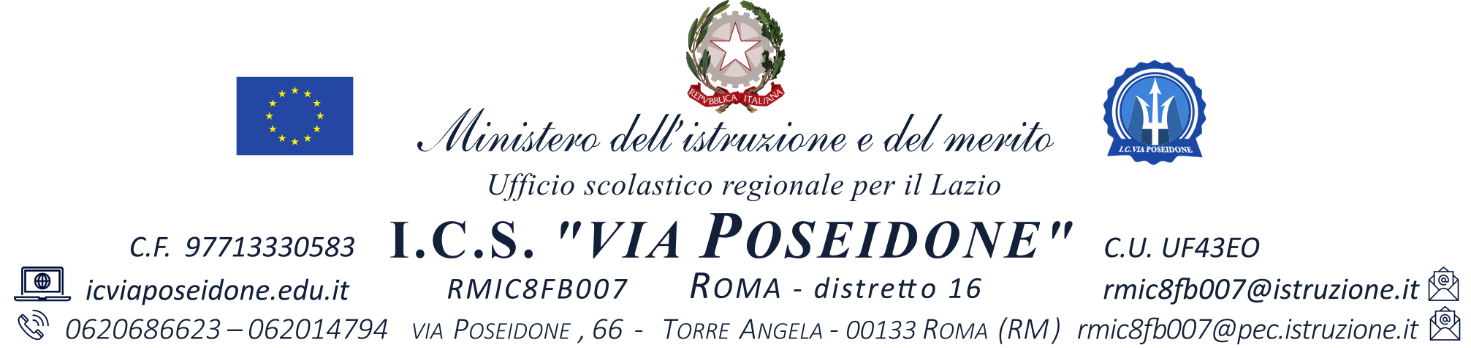 REPVBBLICA ITALIANA
Ministero dell'istruzione e del merito
I.C. VIA POSEIDONE
Ufficio scolastico regionale per il Lazio
C.F. 97713330583 I.C.S. "VIA POSEIDONE" C.U. UF43EO
icviaposeidone.edu.it RMIC8FB007 ROMA - distretto 16 rmic8fb007@istruzione.it
0620686623 – 062014794 VIA POSEIDONE , 66 - TORRE ANGELA - 00133 ROMA (RM) rmic8fb007@pec.istruzione.it